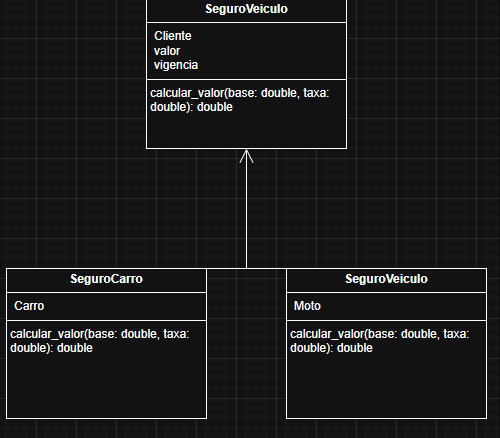 SeguroVeiculo
Cliente
valor
vigencia
calcular_valor(base: double, taxa:
double): double
SeguroCarro
Carro
calcular_valor(base: double, taxa:
double): double
SeguroVeiculo
Moto
calcular_valor(base: double, taxa:
double): double